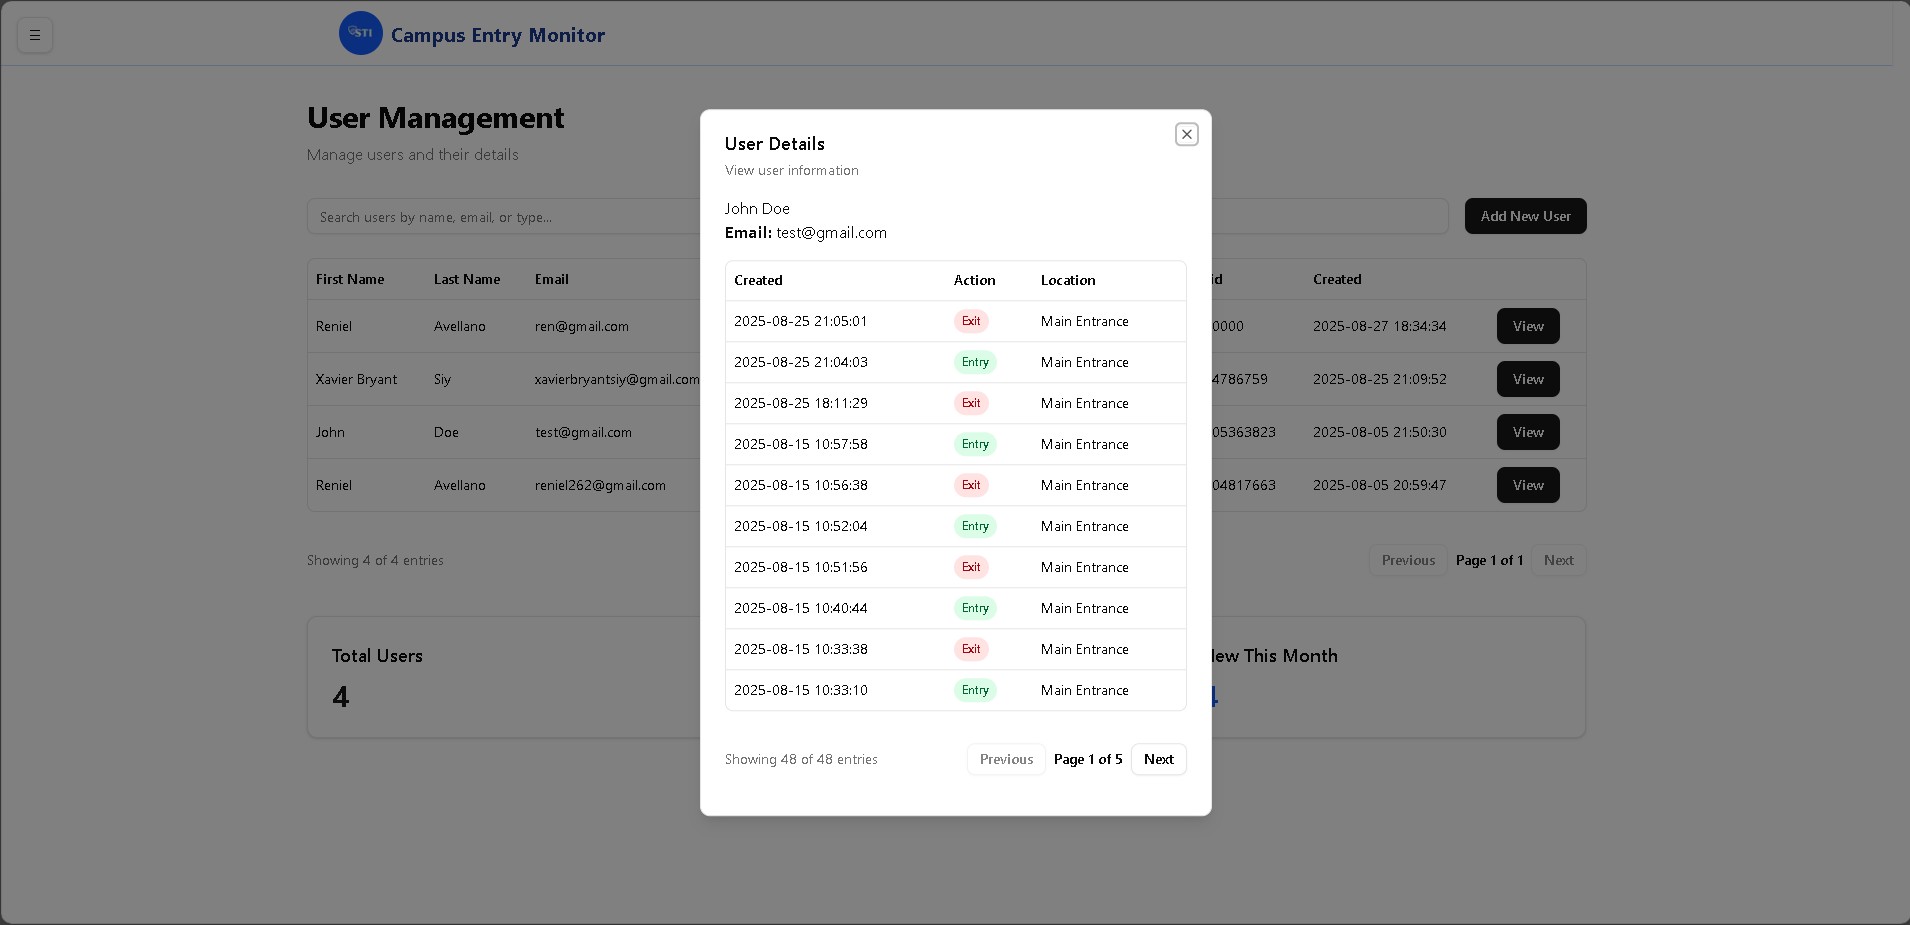 ☰
STI
Campus Entry Monitor
User Management
Manage users and their details
Search users by name, email, or type...
Add New User
First Name Last Name Email id Created
Reniel Avellano ren@gmail.com 0000 2025-08-27 18:34:34 View
Xavier Bryant Siy xavierbryantsiy@gmail.com 4786759 2025-08-25 21:09:52 View
John Doe test@gmail.com 05363823 2025-08-05 21:50:30 View
Reniel Avellano reniel262@gmail.com 04817663 2025-08-05 20:59:47 View
Showing 4 of 4 entries
Previous Page 1 of 1 Next
Total Users
4
This Month
User Details
View user information
John Doe
Email: test@gmail.com
Created Action Location
2025-08-25 21:05:01 Exit Main Entrance
2025-08-25 21:04:03 Entry Main Entrance
2025-08-25 18:11:29 Exit Main Entrance
2025-08-15 10:57:58 Entry Main Entrance
2025-08-15 10:56:38 Exit Main Entrance
2025-08-15 10:52:04 Entry Main Entrance
2025-08-15 10:51:56 Exit Main Entrance
2025-08-15 10:40:44 Entry Main Entrance
2025-08-15 10:33:38 Exit Main Entrance
2025-08-15 10:33:10 Entry Main Entrance
Showing 48 of 48 entries
Previous Page 1 of 5 Next